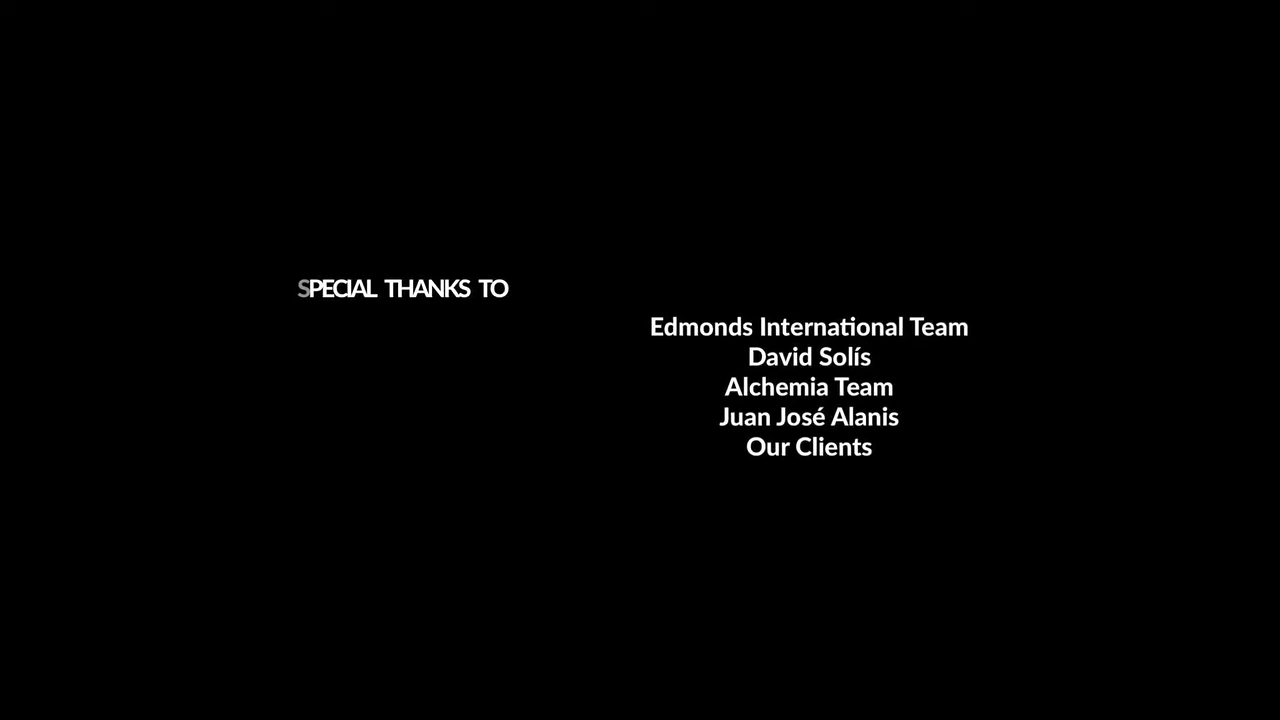 SPECIAL THANKS TO
Edmonds International Team
David Solís
Alchemia Team
Juan José Alanis
Our Clients